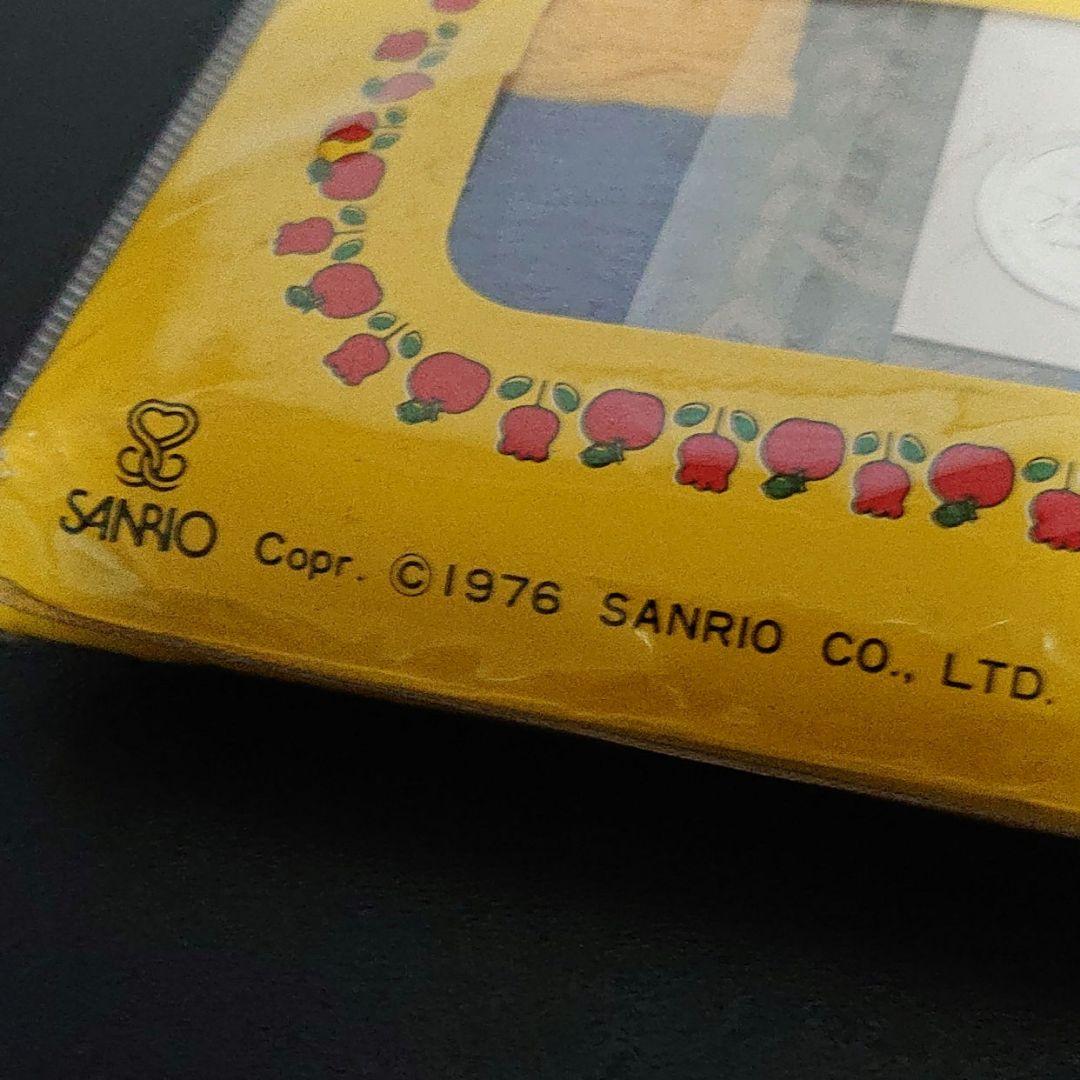 SANRIO
Copr. ©1976 SANRIO CO., LTD.